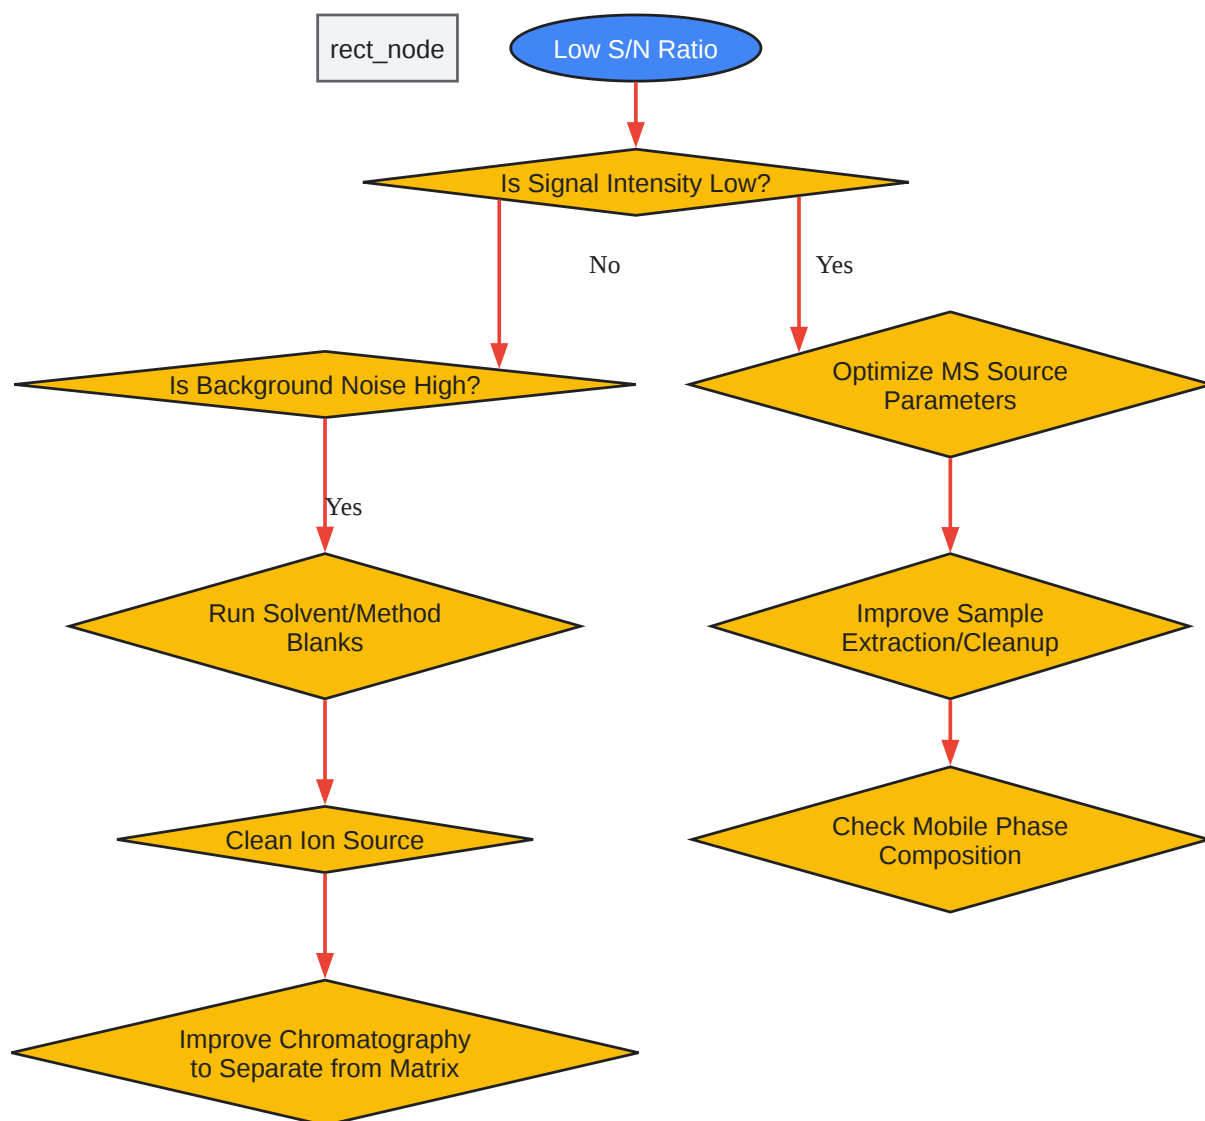 rect_node
Low S/N Ratio
Is Signal Intensity Low?
No
Yes
Is Background Noise High?
Optimize MS Source
Parameters
Yes
Run Solvent/Method
Blanks
Improve Sample
Extraction/Cleanup
Clean Ion Source
Check Mobile Phase
Composition
Improve Chromatography
to Separate from Matrix